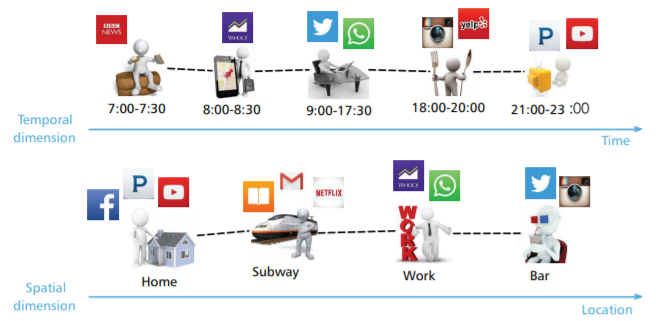 BBC
NEWS
YAHOO!
yelp
7:00-7:30
8:00-8:30
9:00-17:30
18:00-20:00
21:00-23 :00
Temporal
dimension
Time
NETFLIX
YAHOO!
WORK
Home
Subway
Work
Bar
Spatial
dimension
Location